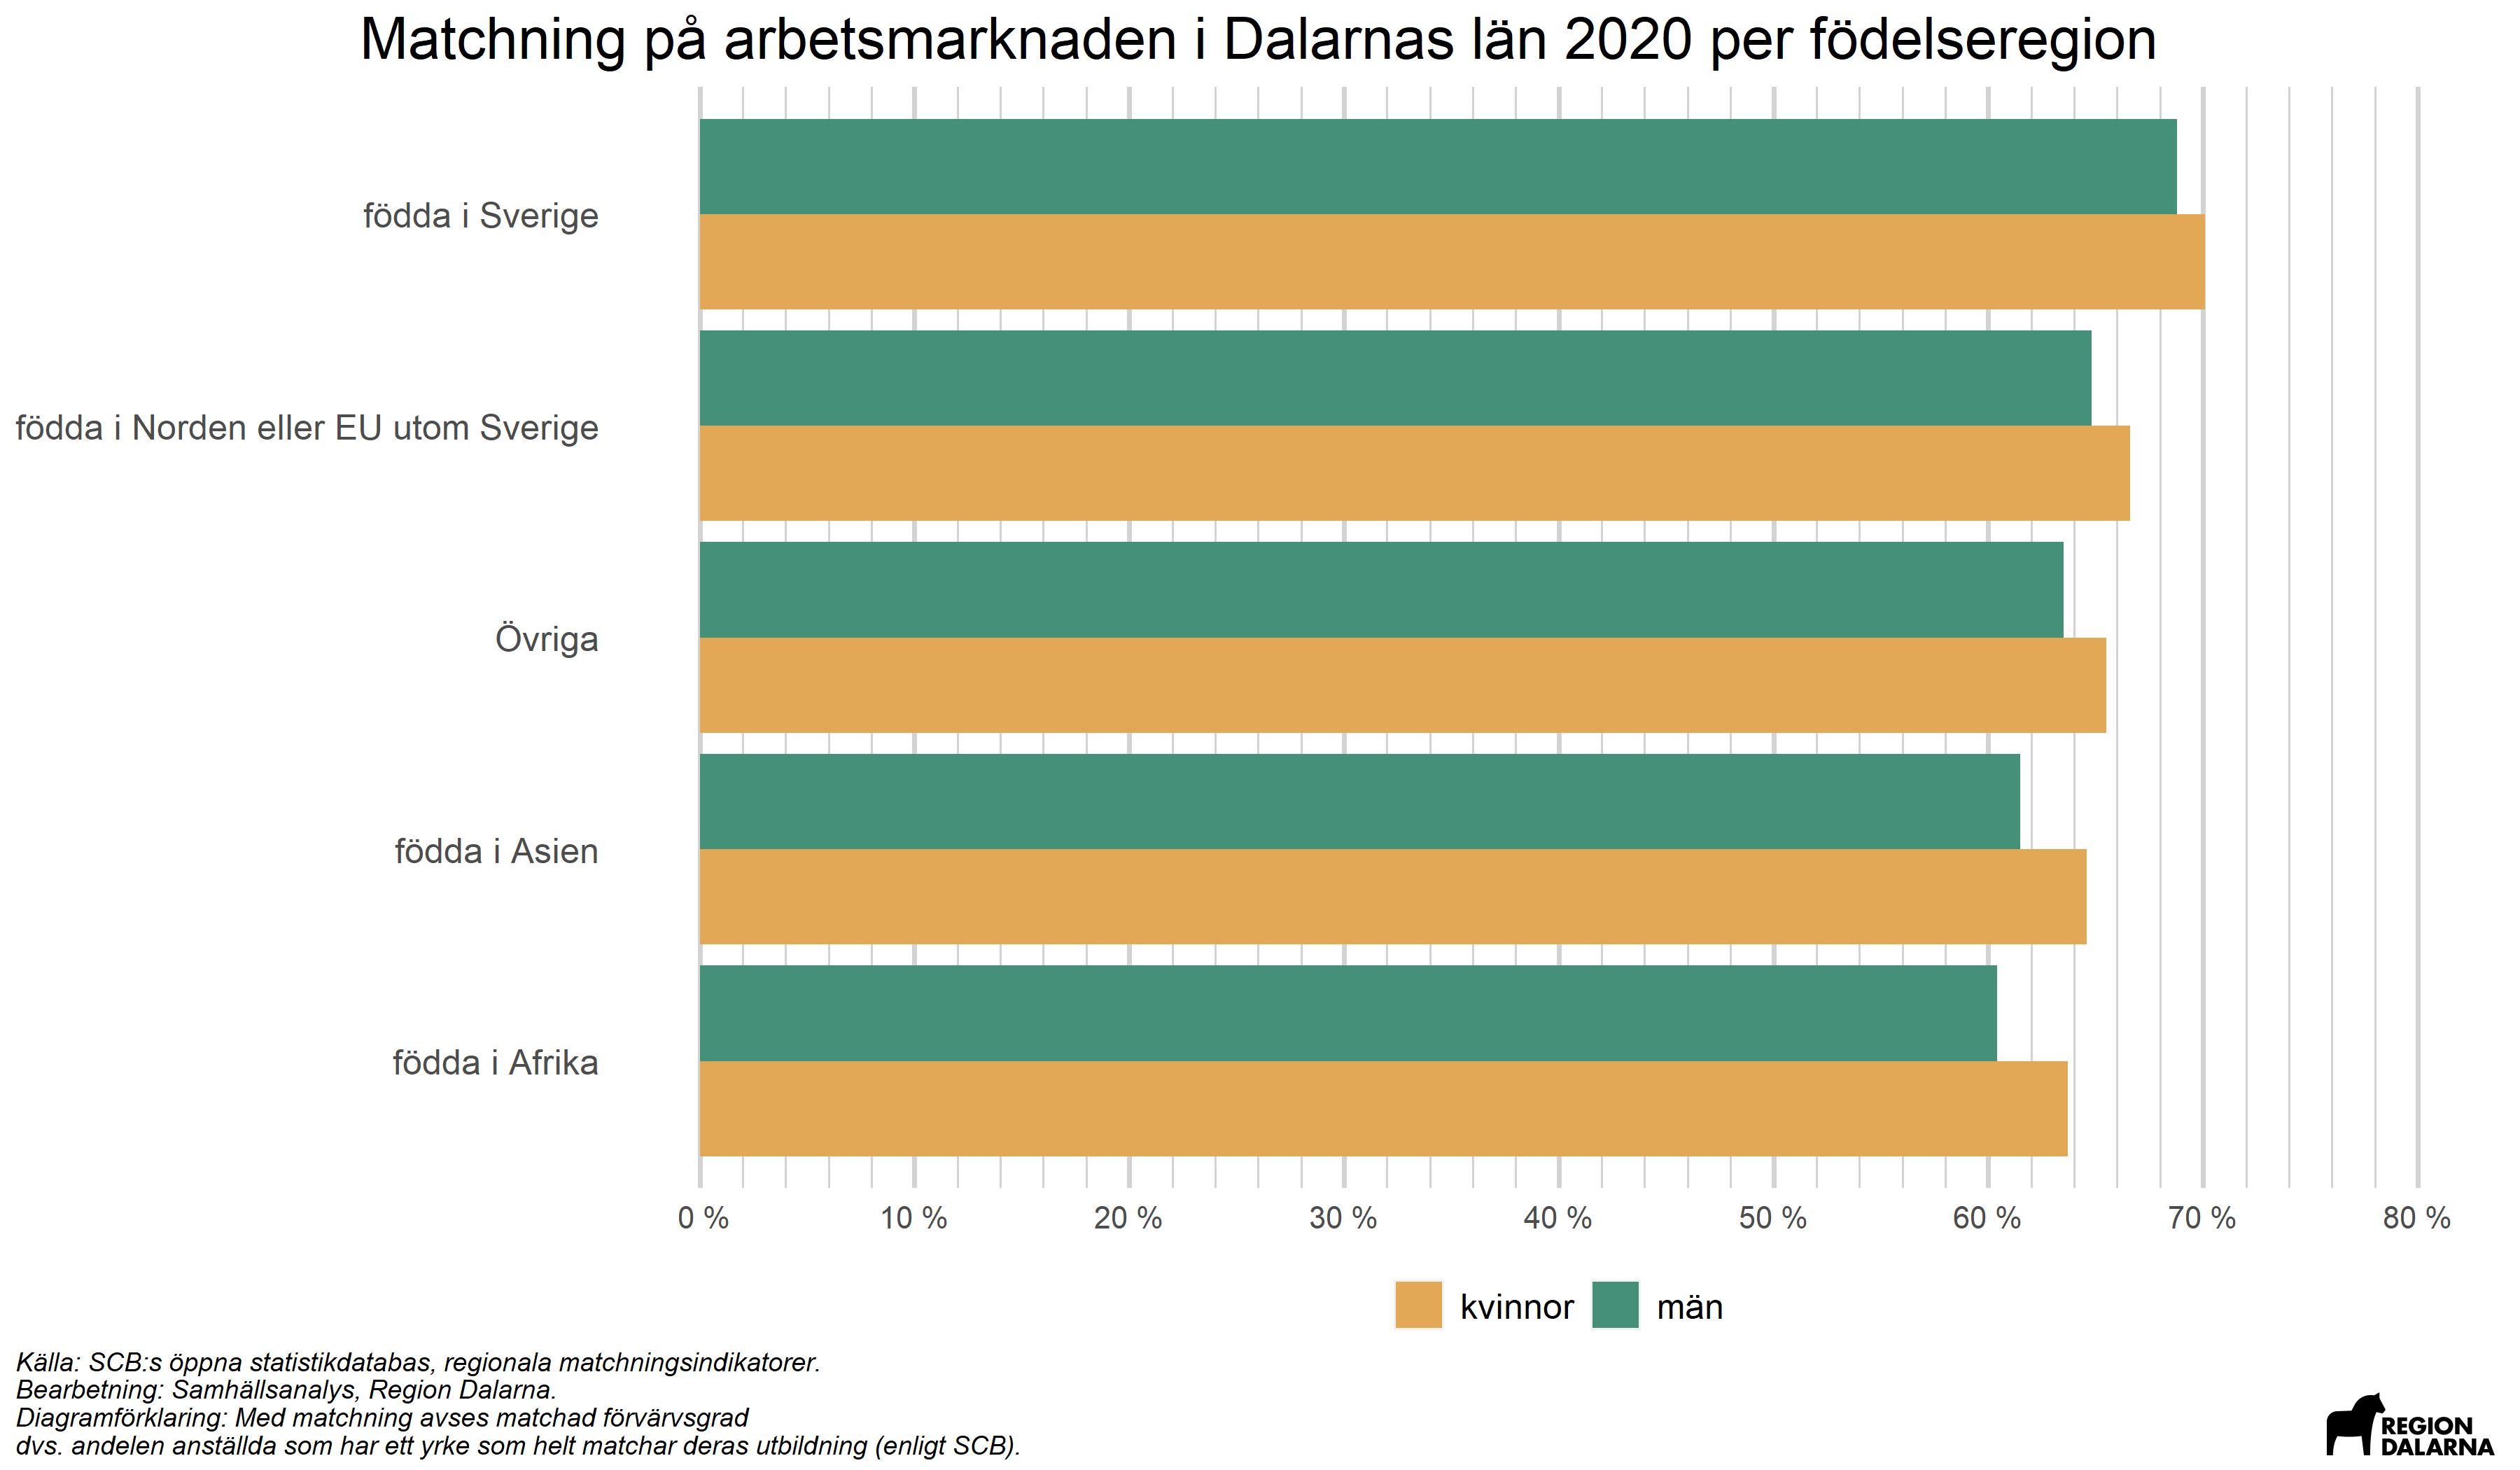 Matchning på arbetsmarknaden i Dalarnas län 2020 per födelseregion
födda i Sverige
födda i Norden eller EU utom Sverige
Övriga
födda i Asien
födda i Afrika
0 % 10 % 20 % 30 % 40 % 50 % 60 % 70 % 80 %
kvinnor män
Källa: SCB:s öppna statistikdatabas, regionala matchningsindikatorer.
Bearbetning: Samhällsanalys, Region Dalarna.
Diagramförklaring: Med matchning avses matchad förvärvsgrad
dvs. andelen anställda som har ett yrke som helt matchar deras utbildning (enligt SCB).
REGION
DALARNA